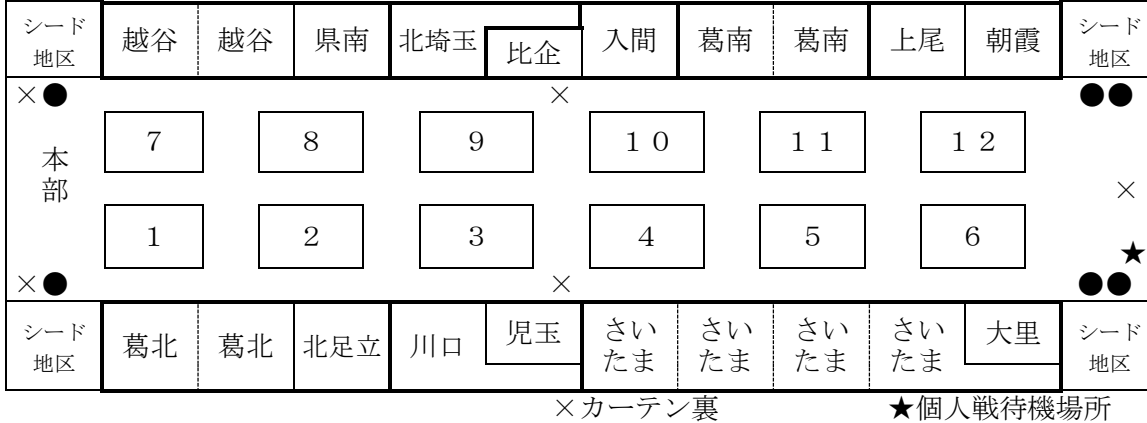 シード
地区
越谷
越谷
県南
北埼玉
比企
入間
葛南
葛南
上尾
朝霞
シード
地区
×●
×
●●
7
8
9
10
11
12
本部
×
1
2
3
4
5
6
★
×●
×
●●
シード
地区
葛北
葛北
北足立
川口
児玉
さい
たま
さい
たま
さい
たま
さい
たま
大里
シード
地区
×カーテン裏
★個人戦待機場所